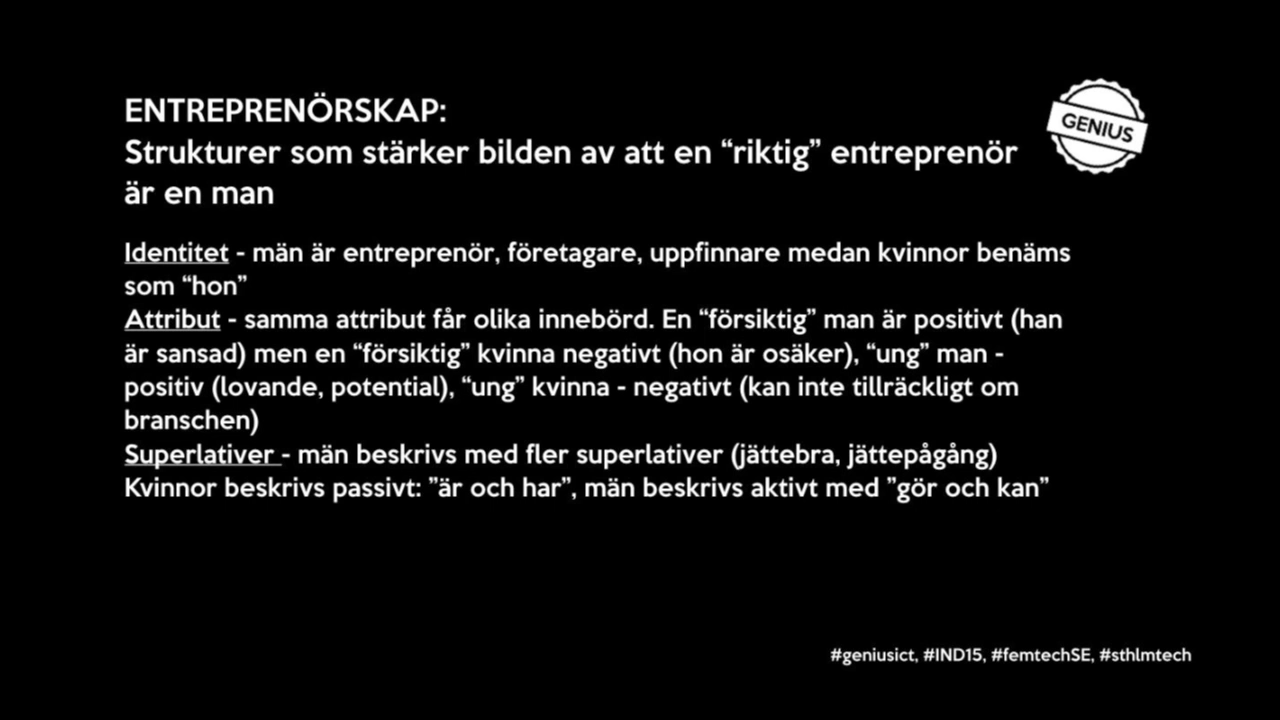 ENTREPRENÖRSKAP:
Strukturer som stärker bilden av att en “riktig” entreprenör
är en man
GENIUS
Identitet - män är entreprenör, företagare, uppfinnare medan kvinnor benäms
som “hon”
Attribut - samma attribut får olika innebörd. En “försiktig” man är positivt (han
är sansad) men en “försiktig” kvinna negativt (hon är osäker), “ung” man -
positiv (lovande, potential), “ung” kvinna - negativt (kan inte tillräckligt om
branschen)
Superlativer - män beskrivs med fler superlativer (jättebra, jättepågång)
Kvinnor beskrivs passivt: ”är och har”, män beskrivs aktivt med ”gör och kan”
#geniusict, #IND15, #femtechSE, #sthlmtech